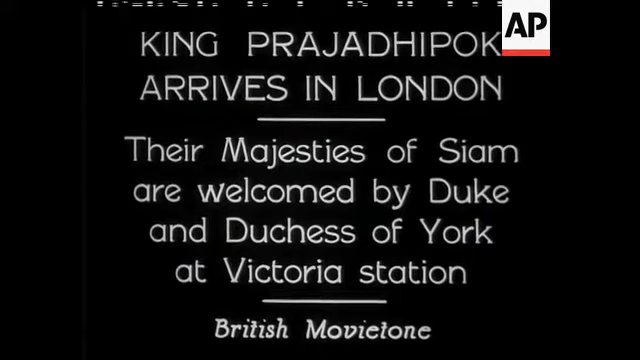 AP
KING PRAJADHIPOK
ARRIVES IN LONDON
Their Majesties of Siam
are welcomed by Duke
and Duchess of York
at Victoria station
British Movietone